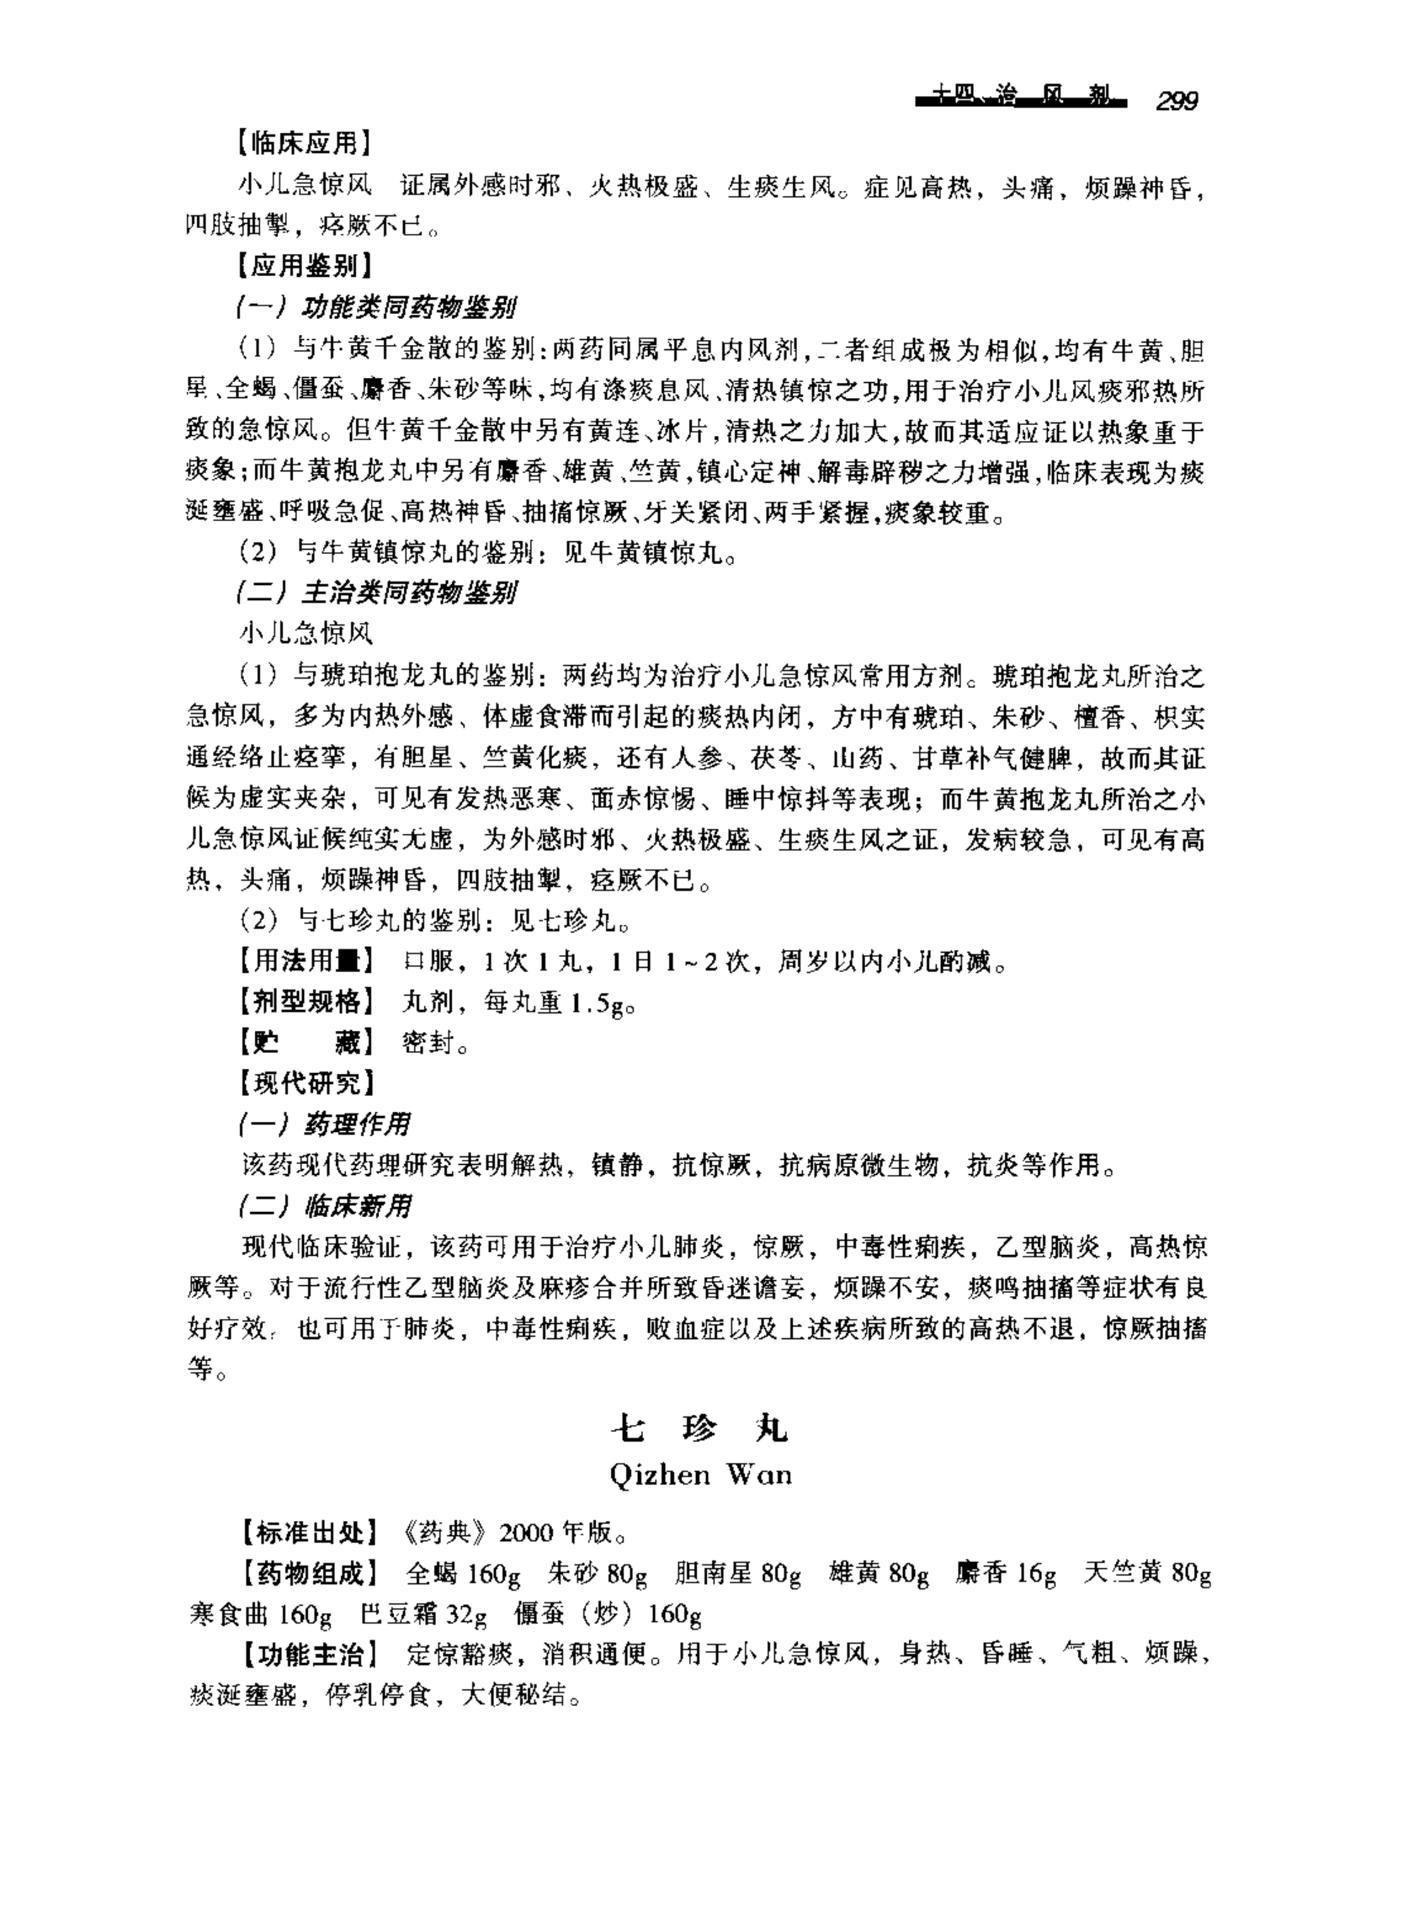 十四、治风剂 299
【临床应用】
小儿急惊风 证属外感时邪、火热极盛、生痰生风。症见高热，头痛，烦躁神昏，
四肢抽掣，痉厥不已。
【应用鉴别】
(一) 功能类同药物鉴别
(1) 与牛黄千金散的鉴别:两药同属平息内风剂,二者组成极为相似,均有牛黄、胆
星、全蝎、僵蚕、麝香、朱砂等味,均有涤痰息风、清热镇惊之功,用于治疗小儿风痰邪热所
致的急惊风。但牛黄千金散中另有黄连、冰片,清热之力加大,故而其适应证以热象重于
痰象;而牛黄抱龙丸中另有麝香、雄黄、竺黄,镇心定神、解毒辟秽之力增强,临床表现为痰
涎壅盛、呼吸急促、高热神昏、抽搐惊厥、牙关紧闭、两手紧握,痰象较重。
(2) 与牛黄镇惊丸的鉴别：见牛黄镇惊丸。
(二) 主治类同药物鉴别
小儿急惊风
(1) 与琥珀抱龙丸的鉴别：两药均为治疗小儿急惊风常用方剂。琥珀抱龙丸所治之
急惊风，多为内热外感、体虚食滞而引起的痰热内闭，方中有琥珀、朱砂、檀香、枳实
通经络止痉挛，有胆星、竺黄化痰，还有人参、茯苓、山药、甘草补气健脾，故而其证
候为虚实夹杂，可见有发热恶寒、面赤惊惕、睡中惊抖等表现；而牛黄抱龙丸所治之小
儿急惊风证候纯实无虚，为外感时邪、火热极盛、生痰生风之证，发病较急，可见有高
热，头痛，烦躁神昏，四肢抽掣，痉厥不已。
(2) 与七珍丸的鉴别：见七珍丸。
【用法用量】 口服，1次1丸，1日1~2次，周岁以内小儿酌减。
【剂型规格】 丸剂，每丸重1.5g。
【贮 藏】 密封。
【现代研究】
(一) 药理作用
该药现代药理研究表明解热，镇静，抗惊厥，抗病原微生物，抗炎等作用。
(二) 临床新用
现代临床验证，该药可用于治疗小儿肺炎，惊厥，中毒性痢疾，乙型脑炎，高热惊
厥等。对于流行性乙型脑炎及麻疹合并所致昏迷谵妄，烦躁不安，痰鸣抽搐等症状有良
好疗效，也可用于肺炎，中毒性痢疾，败血症以及上述疾病所致的高热不退，惊厥抽搐
等。
七珍丸
Qizhen Wan
【标准出处】《药典》2000年版。
【药物组成】 全蝎160g 朱砂80g 胆南星80g 雄黄80g 麝香16g 天竺黄80g
寒食曲160g 巴豆霜32g 僵蚕（炒）160g
【功能主治】 定惊豁痰，消积通便。用于小儿急惊风，身热、昏睡、气粗、烦躁、
痰涎壅盛，停乳停食，大便秘结。